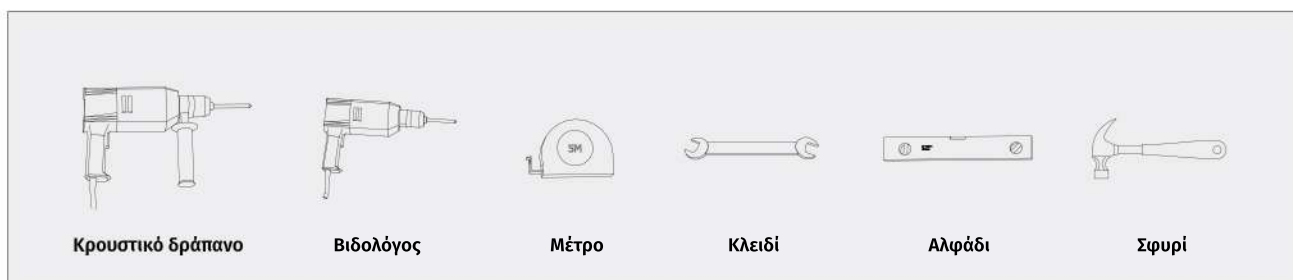 5M
Κρουστικό δράπανο
Βιδολόγος
Μέτρο
Κλειδί
Αλφάδι
Σφυρί